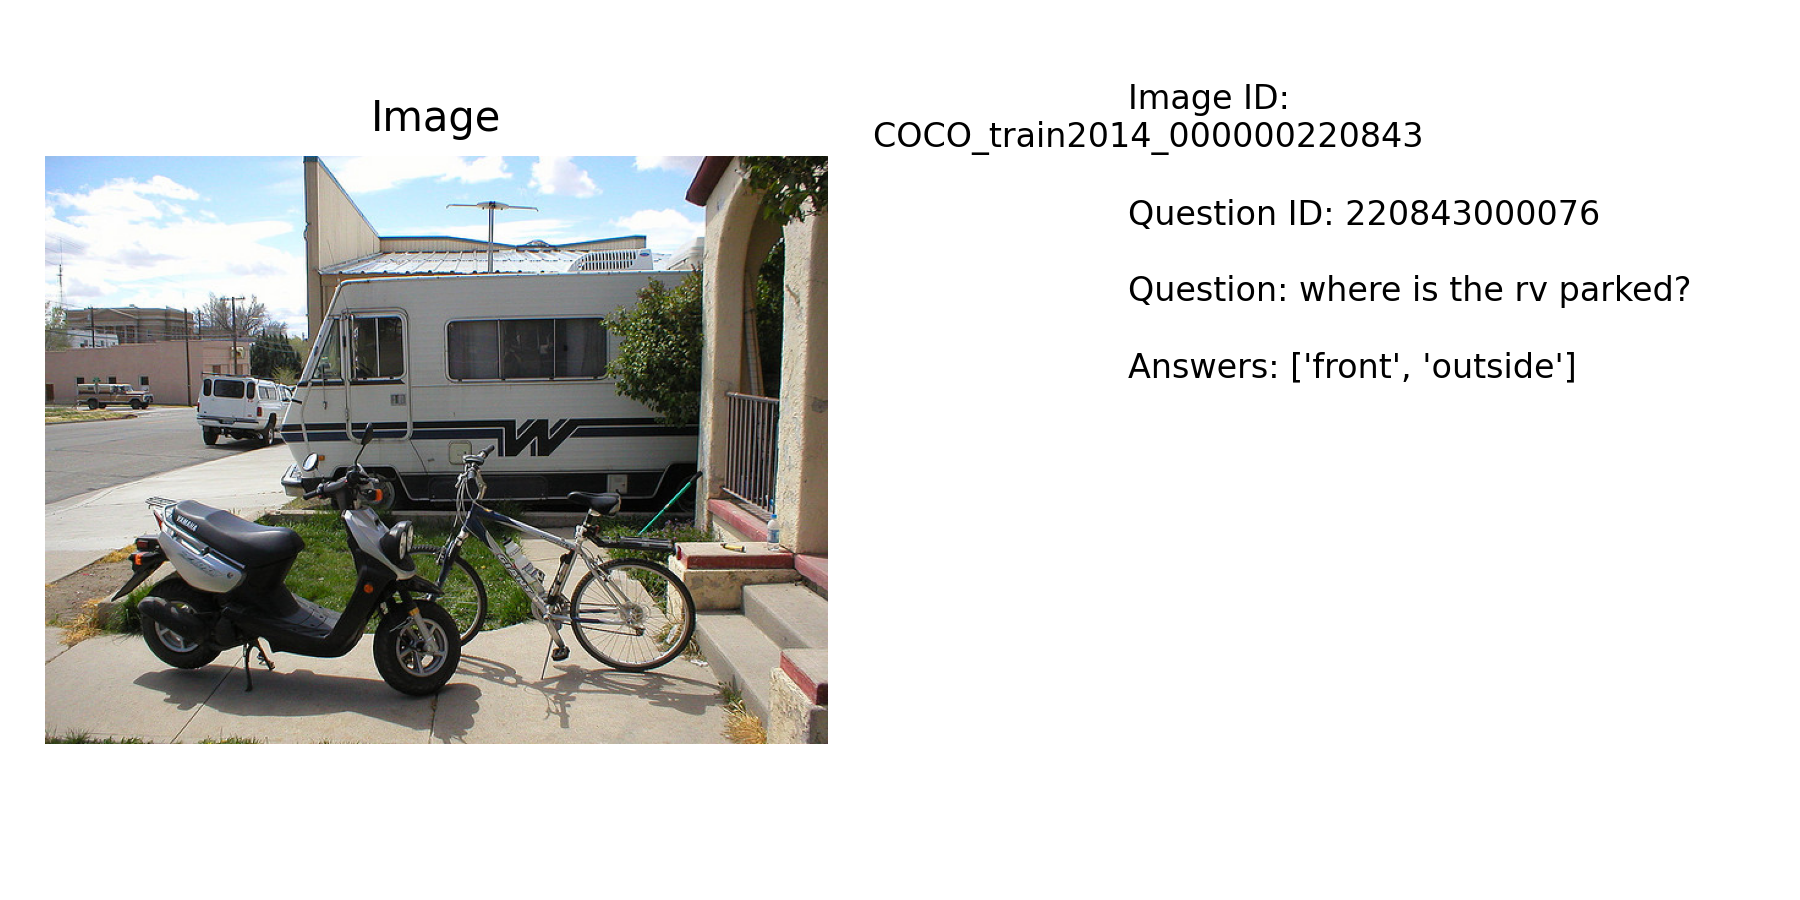 Image
Image ID:
COCO_train2014_000000220843
Question ID: 220843000076
Question: where is the rv parked?
Answers: ['front', 'outside']
W
YAMAHA